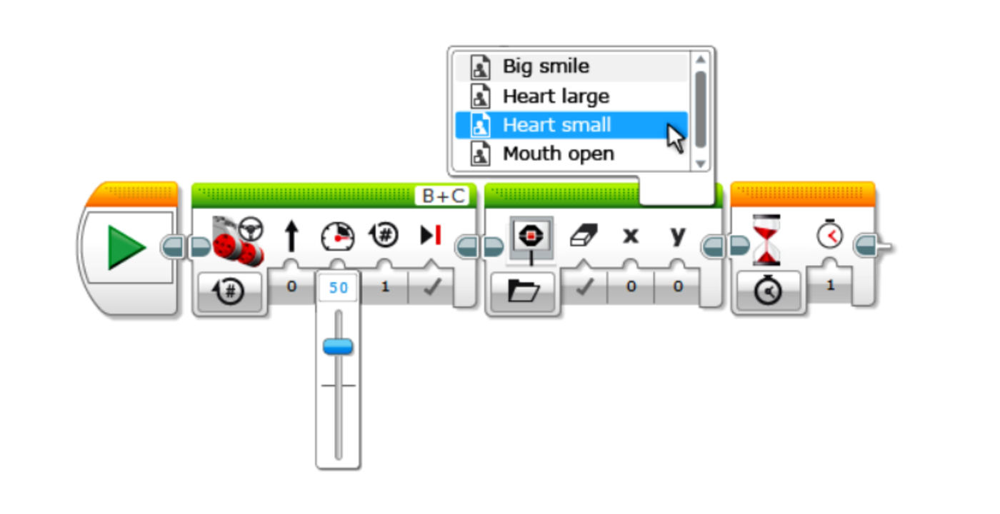 Big smile
Heart large
Heart small
Mouth open
B+C
#
x y
#
0 50 1
0 0
1